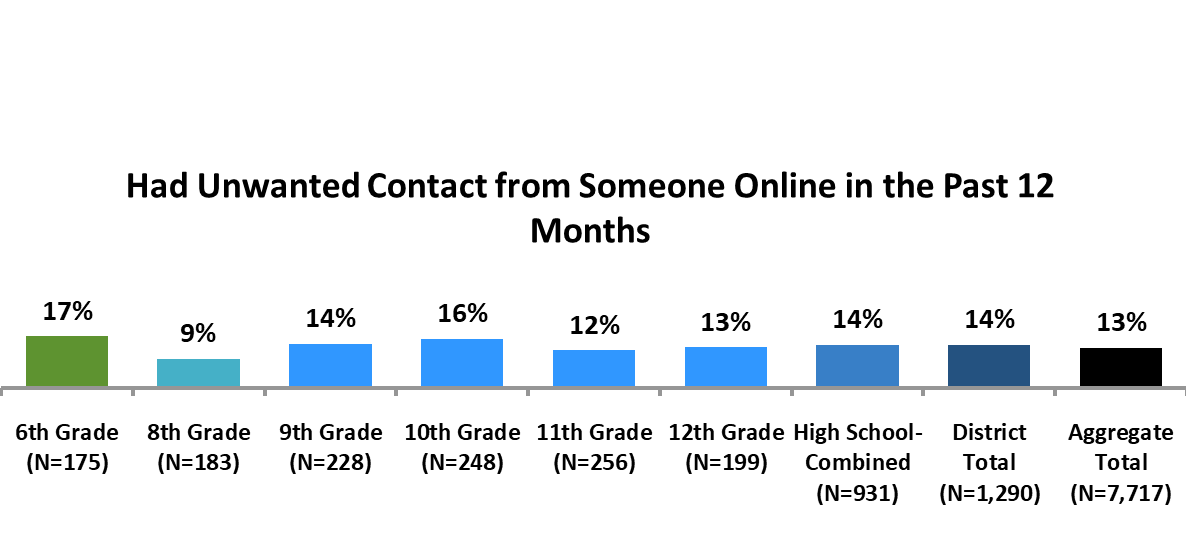 Had Unwanted Contact from Someone Online in the Past 12
Months
17%
9%
14%
16%
12%
13%
14%
14%
13%
6th Grade
(N=175)
8th Grade
(N=183)
9th Grade
(N=228)
10th Grade
(N=248)
11th Grade
(N=256)
12th Grade
(N=199)
High School-
Combined
(N=931)
District
Total
(N=1,290)
Aggregate
Total
(N=7,717)